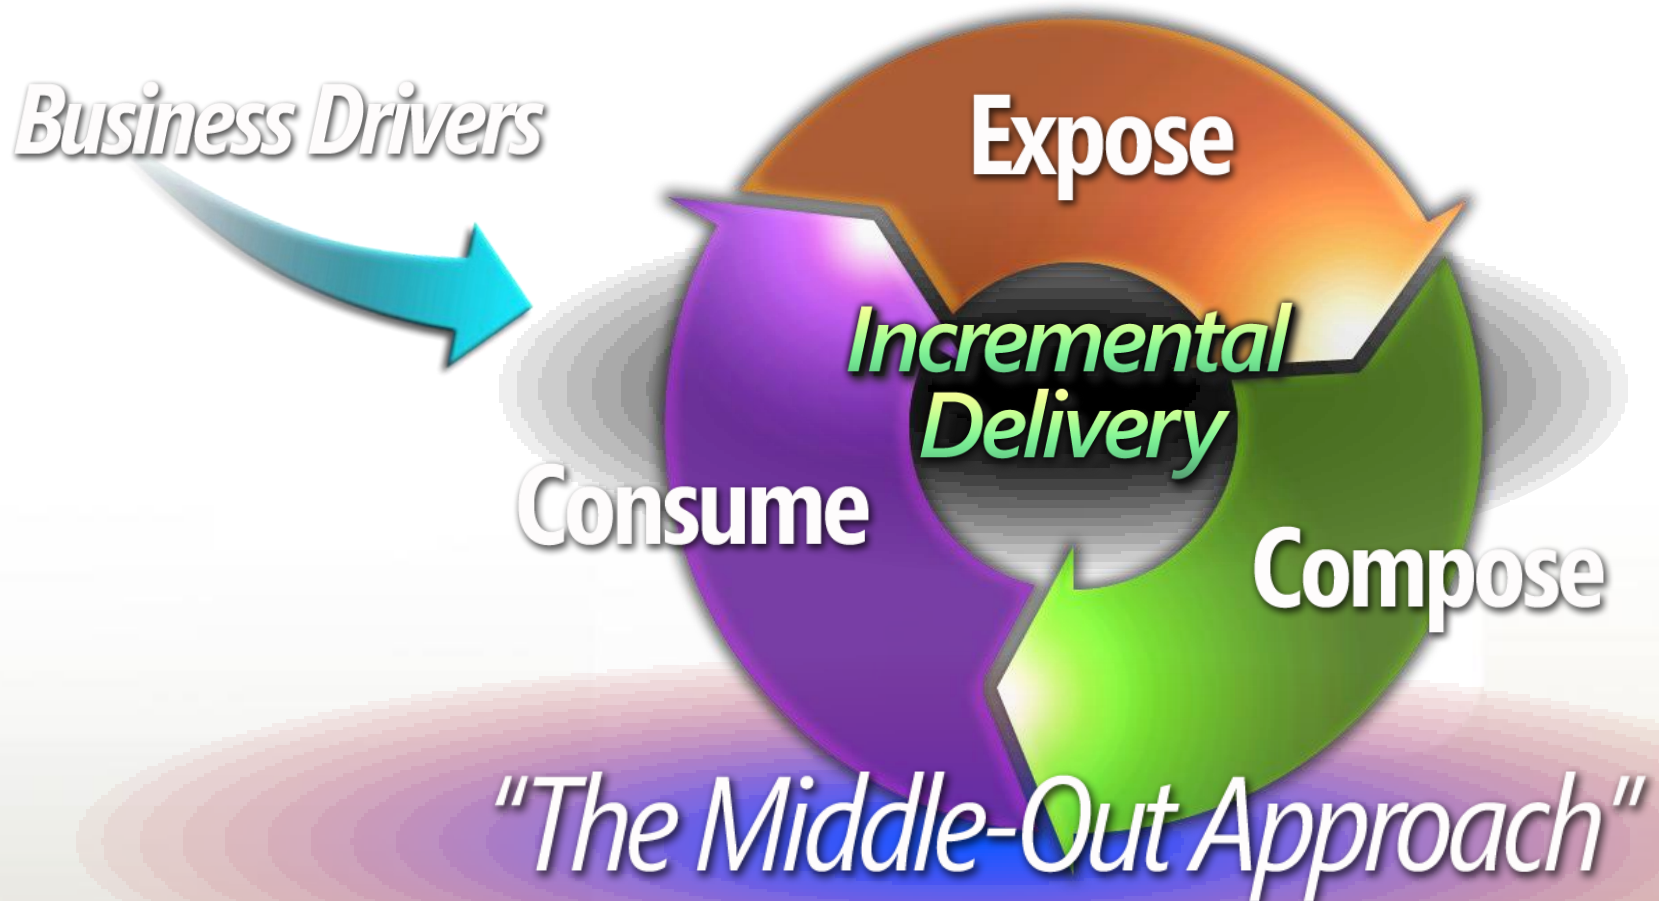 Business Drivers
Expose
Incremental
Delivery
Consume
Compose
“The Middle-Out Approach”